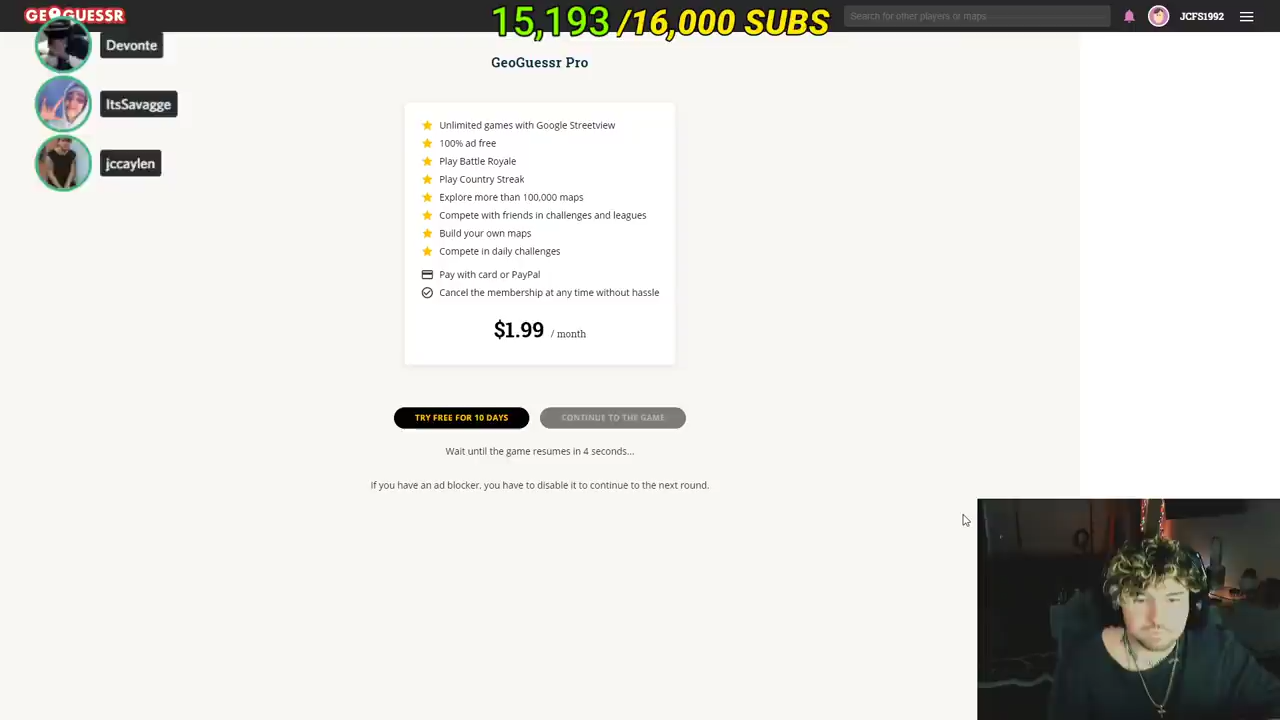 GEOGUESSR
15,193 /16,000 SUBS
Search for other players or maps
JCFS1992
Devonte
ItsSavagge
jccaylen
GeoGuessr Pro
Unlimited games with Google Streetview
100% ad free
Play Battle Royale
Play Country Streak
Explore more than 100,000 maps
Compete with friends in challenges and leagues
Build your own maps
Compete in daily challenges
Pay with card or PayPal
Cancel the membership at any time without hassle
$1.99 / month
TRY FREE FOR 10 DAYS
CONTINUE TO THE GAME
Wait until the game resumes in 4 seconds...
If you have an ad blocker, you have to disable it to continue to the next round.